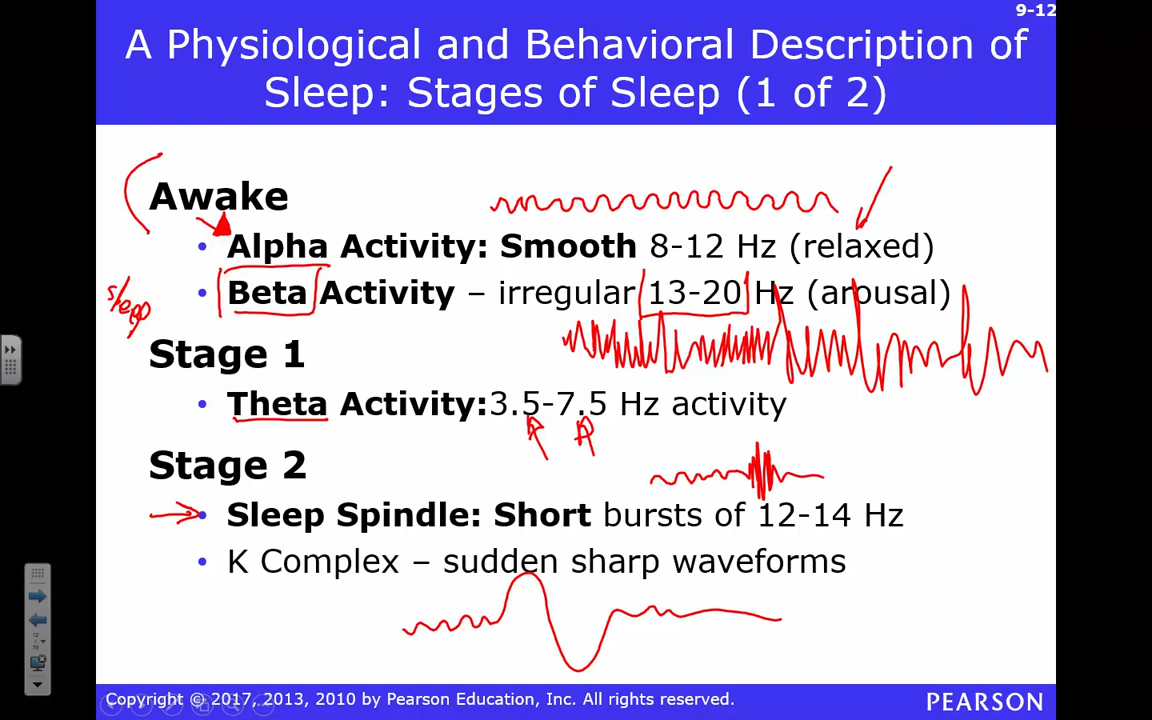 9-12
A Physiological and Behavioral Description of
Sleep: Stages of Sleep (1 of 2)
Awake
• Alpha Activity: Smooth 8-12 Hz (relaxed)
• Beta Activity – irregular 13-20 Hz (arousal)
sleep
Stage 1
• Theta Activity:3.5-7.5 Hz activity
Stage 2
• Sleep Spindle: Short bursts of 12-14 Hz
• K Complex – sudden sharp waveforms
12
79
Copyright © 2017, 2013, 2010 by Pearson Education, Inc. All rights reserved.
PEARSON